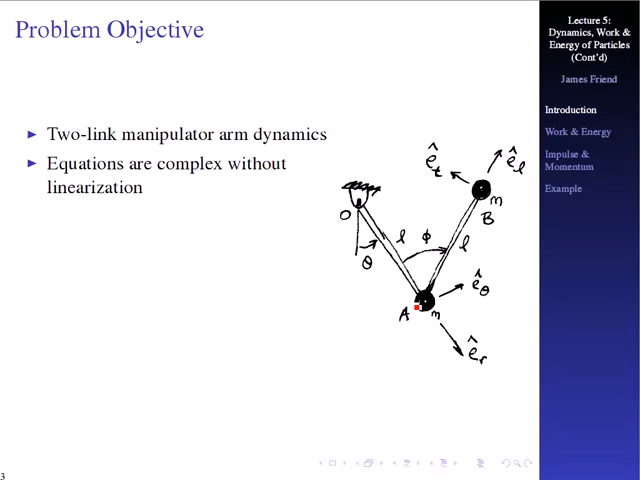 Problem Objective
Two-link manipulator arm dynamics
Equations are complex without
linearization
O
l
θ
ϕ
l
ê_t
ê_l
m
B
A
m
ê_θ
ê_r
Lecture 5:
Dynamics, Work &
Energy of Particles
(Cont'd)
James Friend
Introduction
Work & Energy
Impulse &
Momentum
Example
3